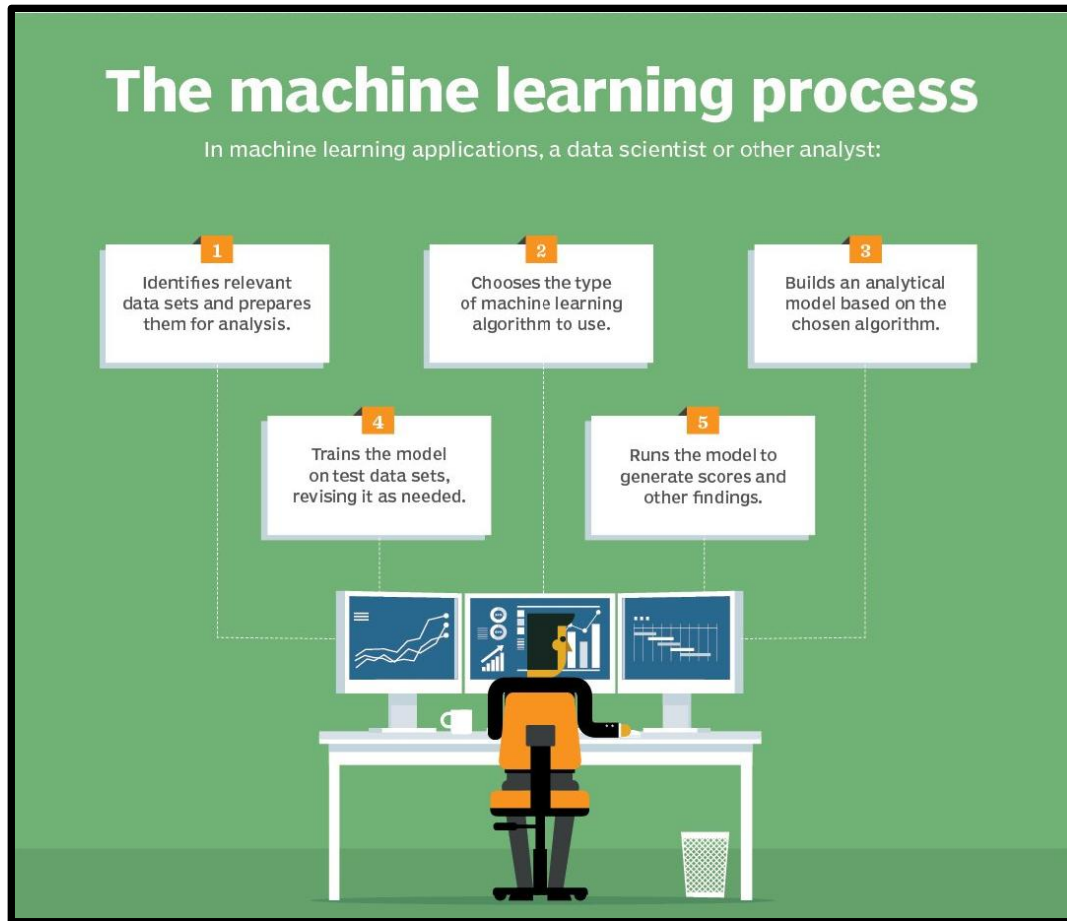 The machine learning process
In machine learning applications, a data scientist or other analyst:
1
Identifies relevant
data sets and prepares
them for analysis.
2
Chooses the type
of machine learning
algorithm to use.
3
Builds an analytical
model based on the
chosen algorithm.
4
Trains the model
on test data sets,
revising it as needed.
5
Runs the model to
generate scores and
other findings.